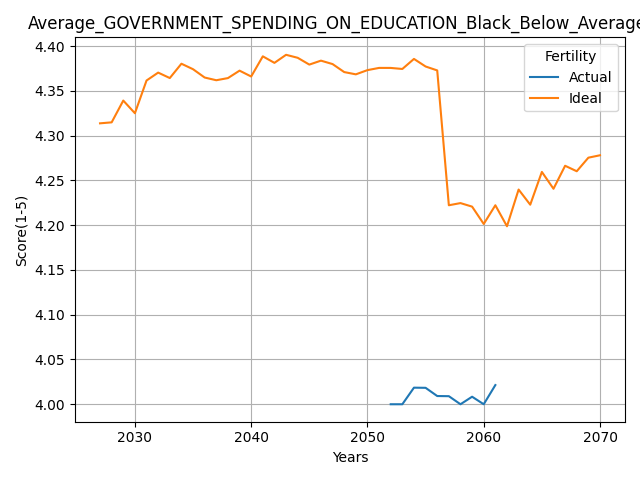 Average_GOVERNMENT_SPENDING_ON_EDUCATION_Black_Below_Average
4.40
4.35
4.30
4.25
4.20
4.15
4.10
4.05
4.00
Score(1-5)
Fertility
Actual
Ideal
2030 2040 2050 2060 2070
Years